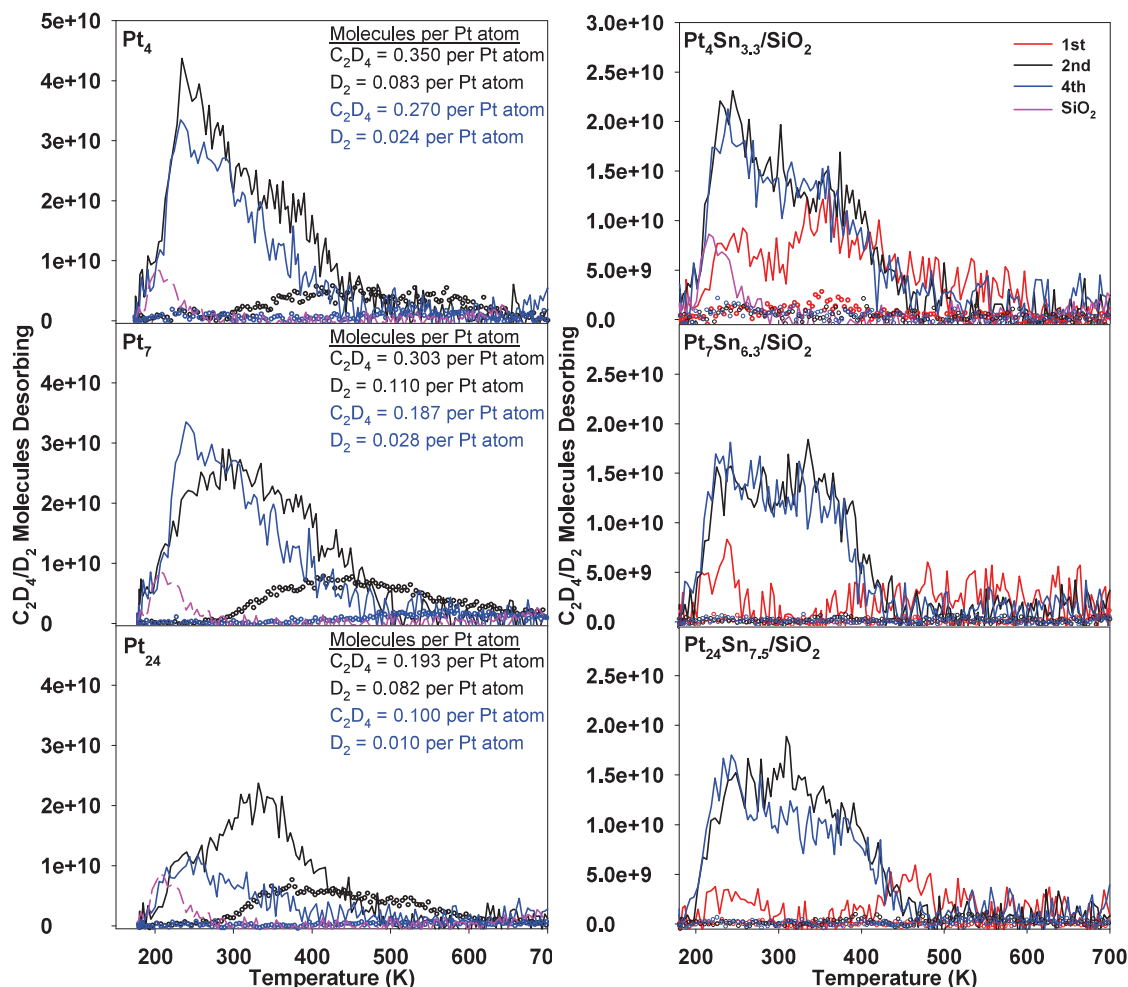 C₂D₄/D₂ Molecules Desorbing
5e+10
4e+10
3e+10
2e+10
1e+10
0
Pt₄
Molecules per Pt atom
C₂D₄ = 0.350 per Pt atom
D₂ = 0.083 per Pt atom
C₂D₄ = 0.270 per Pt atom
D₂ = 0.024 per Pt atom
4e+10
3e+10
2e+10
1e+10
0
Pt₇
Molecules per Pt atom
C₂D₄ = 0.303 per Pt atom
D₂ = 0.110 per Pt atom
C₂D₄ = 0.187 per Pt atom
D₂ = 0.028 per Pt atom
4e+10
3e+10
2e+10
1e+10
0
Pt₂₄
Molecules per Pt atom
C₂D₄ = 0.193 per Pt atom
D₂ = 0.082 per Pt atom
C₂D₄ = 0.100 per Pt atom
D₂ = 0.010 per Pt atom
200 300 400 500 600 70
Temperature (K)
C₂D₄/D₂ Molecules Desorbing
3.0e+10
2.5e+10
2.0e+10
1.5e+10
1.0e+10
5.0e+9
0.0
Pt₄Sn₃.₃/SiO₂
1st
2nd
4th
SiO₂
2.5e+10
2.0e+10
1.5e+10
1.0e+10
5.0e+9
0.0
Pt₇Sn₆.₃/SiO₂
2.5e+10
2.0e+10
1.5e+10
1.0e+10
5.0e+9
0.0
Pt₂₄Sn₇.₅/SiO₂
200 300 400 500 600 700
Temperature (K)